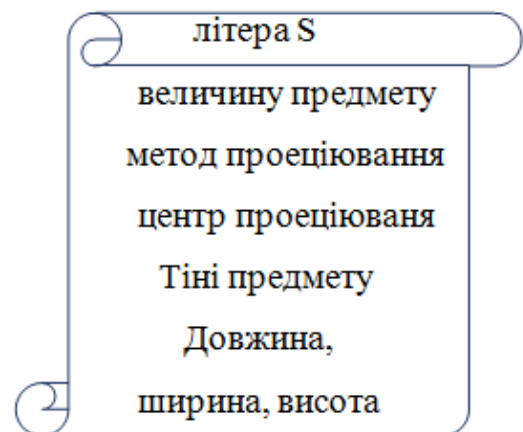 літера S
величину предмету
метод проеціювання
центр проеціюваня
Тіні предмету
Довжина,
ширина, висота